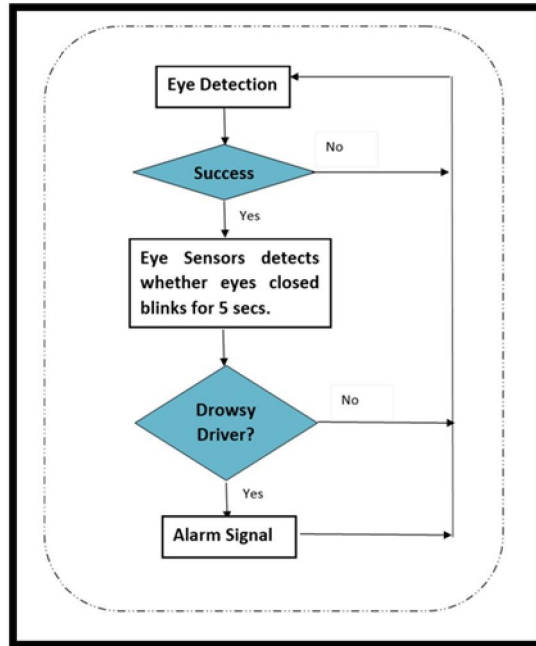 Eye Detection
No
Success
Yes
Eye Sensors detects
whether eyes closed
blinks for 5 secs.
No
Drowsy
Driver?
Yes
Alarm Signal